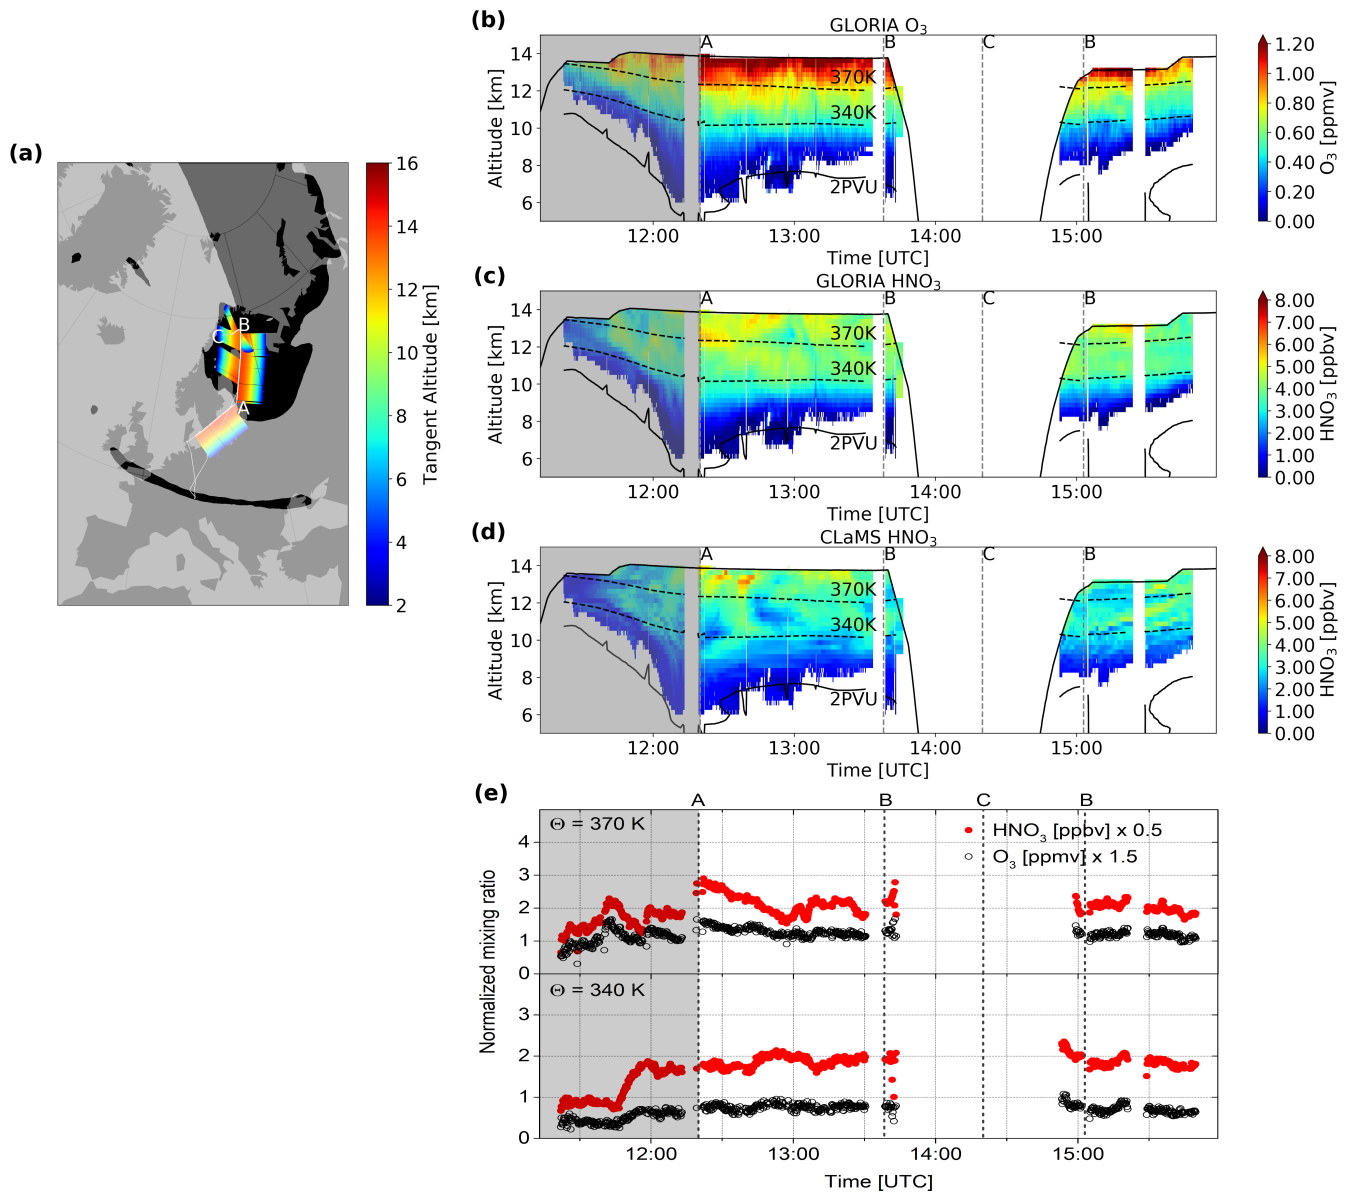 (a)
16
14
12
10
8
6
4
2
Tangent Altitude [km]
A
B
C
(b)
GLORIA O₃
A
B
C
B
14
12
10
8
6
Altitude [km]
370K
340K
2PVU
12:00
13:00
14:00
15:00
Time [UTC]
1.20
1.00
0.80
0.60
0.40
0.20
0.00
O₃ [ppmv]
(c)
GLORIA HNO₃
A
B
C
B
14
12
10
8
6
Altitude [km]
370K
340K
2PVU
12:00
13:00
14:00
15:00
Time [UTC]
8.00
7.00
6.00
5.00
4.00
3.00
2.00
1.00
0.00
HNO₃ [ppbv]
(d)
CLaMS HNO₃
A
B
C
B
14
12
10
8
6
Altitude [km]
370K
340K
2PVU
12:00
13:00
14:00
15:00
Time [UTC]
8.00
7.00
6.00
5.00
4.00
3.00
2.00
1.00
0.00
HNO₃ [ppbv]
(e)
A
B
C
B
Θ = 370 K
HNO₃ [ppbv] x 0.5
O₃ [ppmv] x 1.5
4
3
2
1
0
Normalized mixing ratio
Θ = 340 K
3
2
1
0
12:00
13:00
14:00
15:00
Time [UTC]